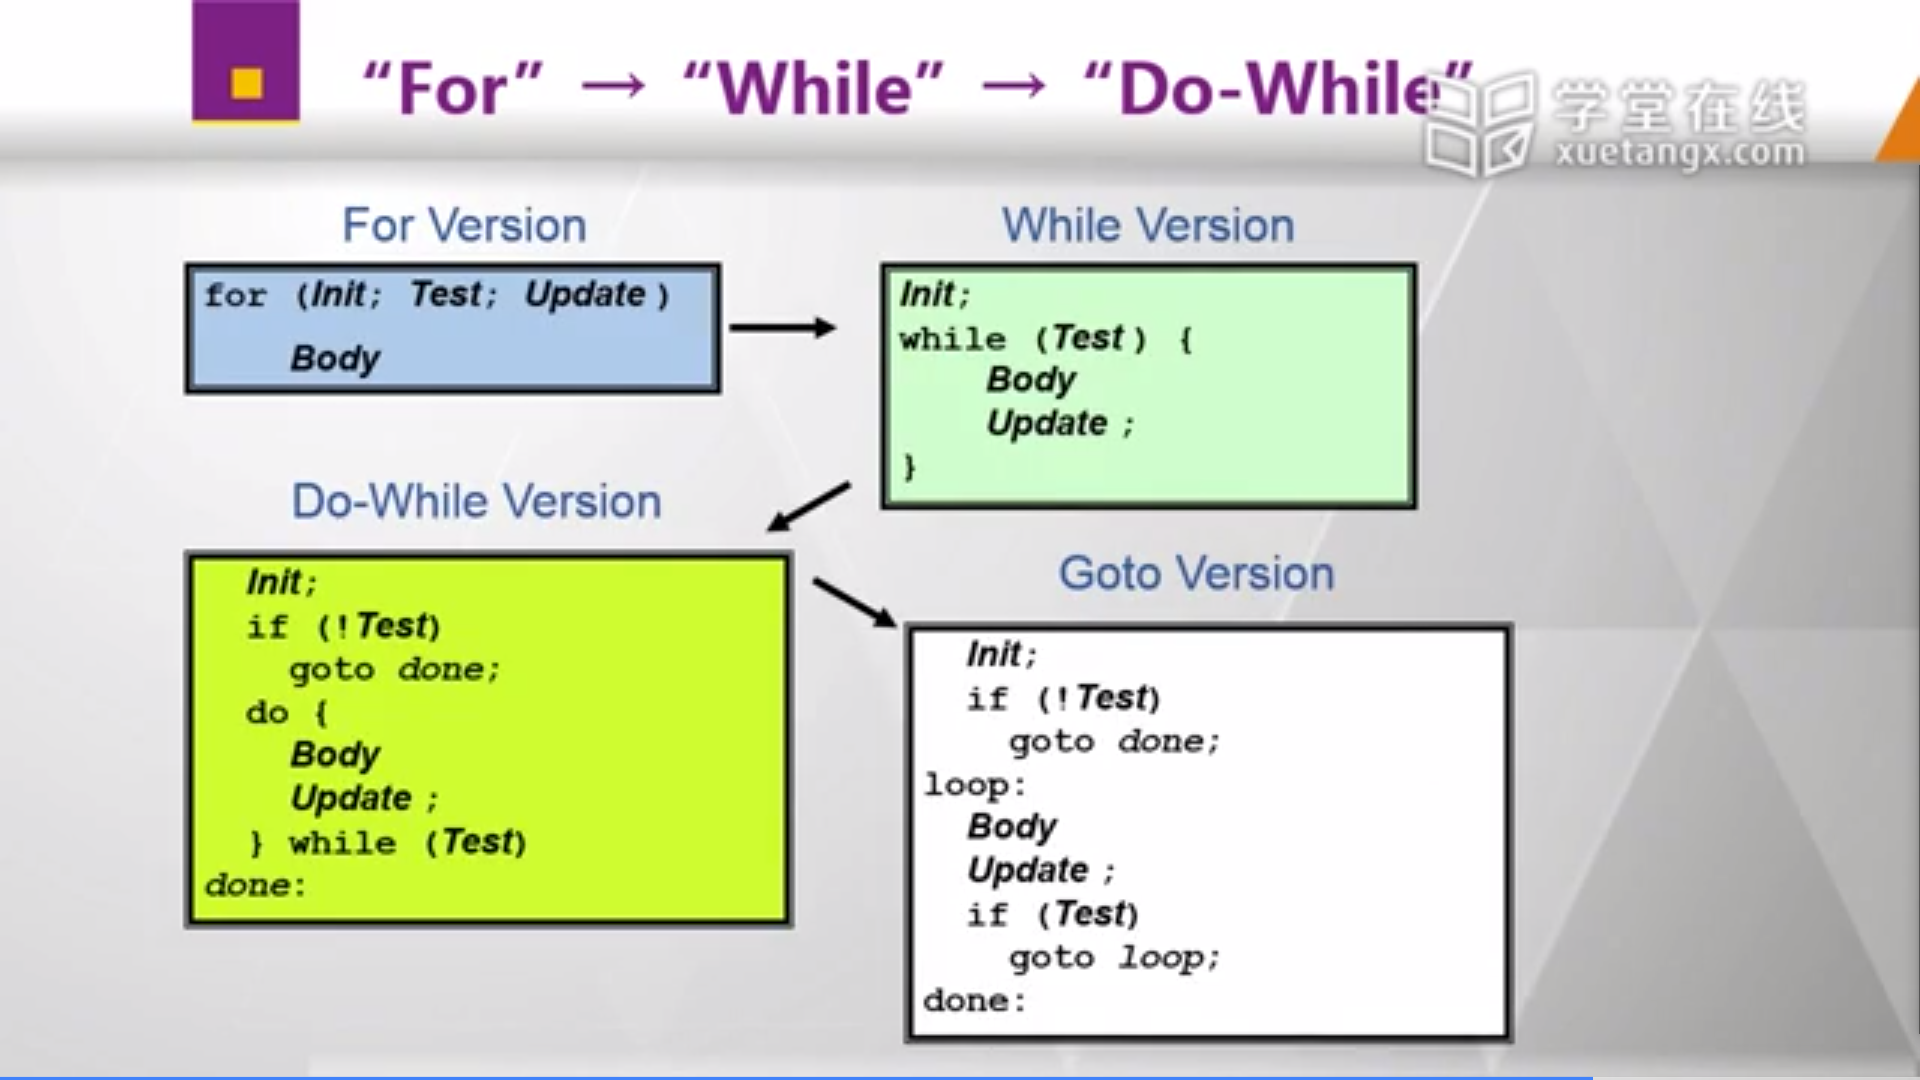 “For” → “While” → “Do-While”
学堂在线
xuetangx.com
For Version
for (Init; Test; Update )
Body
While Version
Init;
while (Test ) {
Body
Update ;
}
Do-While Version
Init;
if (!Test)
goto done;
do {
Body
Update ;
} while (Test)
done:
Goto Version
Init;
if (!Test)
goto done;
loop:
Body
Update ;
if (Test)
goto loop;
done: